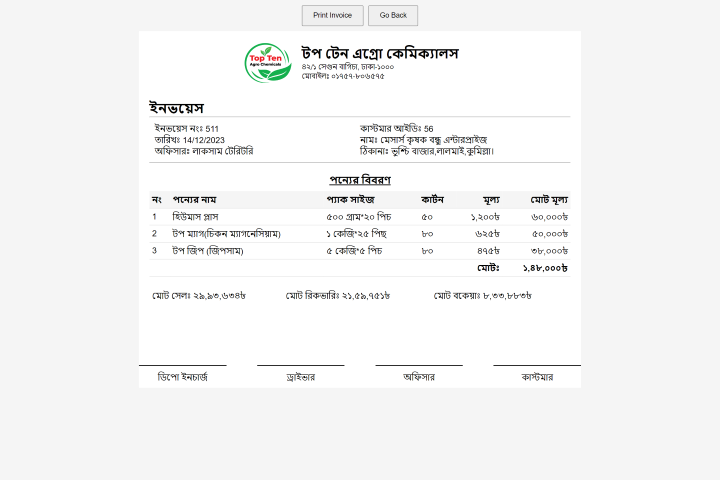 Print Invoice
Go Back
Top Ten
Agro Chemicals
টপ টেন এগ্রো কেমিক্যালস
৪২/১ সেগুন বাগিচা, ঢাকা-১০০০
মোবাইলঃ ০১৭৫৭-৮০৬৫৭৫
ইনভয়েস
ইনভয়েস নংঃ 511
তারিখঃ 14/12/2023
অফিসারঃ লাকসাম টেরিটরি
কাস্টমার আইডিঃ 56
নামঃ মেসার্স কৃষক বন্ধু এন্টারপ্রাইজ
ঠিকানাঃ ভুশ্চি বাজার,লালমাই,কুমিল্লা।
পন্যের বিবরণ
নং পন্যের নাম প্যাক সাইজ কার্টন মূল্য মোট মূল্য
1 হিউমাস প্লাস ৫০০ গ্রাম*২০ পিচ ৫০ ১,২০০৳ ৬০,০০০৳
2 টপ ম্যাগ(চিকন ম্যাগনেসিয়াম) ১ কেজি*২৫ পিছ ৮০ ৬২৫৳ ৫০,০০০৳
3 টপ জিপ (জিপসাম) ৫ কেজি*৫ পিচ ৮০ ৪৭৫৳ ৩৮,০০০৳
মোটঃ ১,৪৮,০০০৳
মোট সেলঃ ২৯,৯৩,৬৩৪৳ মোট রিকভারিঃ ২১,৫৯,৭৫১৳ মোট বকেয়াঃ ৮,৩৩,৮৮৩৳
ডিপো ইনচার্জ ড্রাইভার অফিসার কাস্টমার